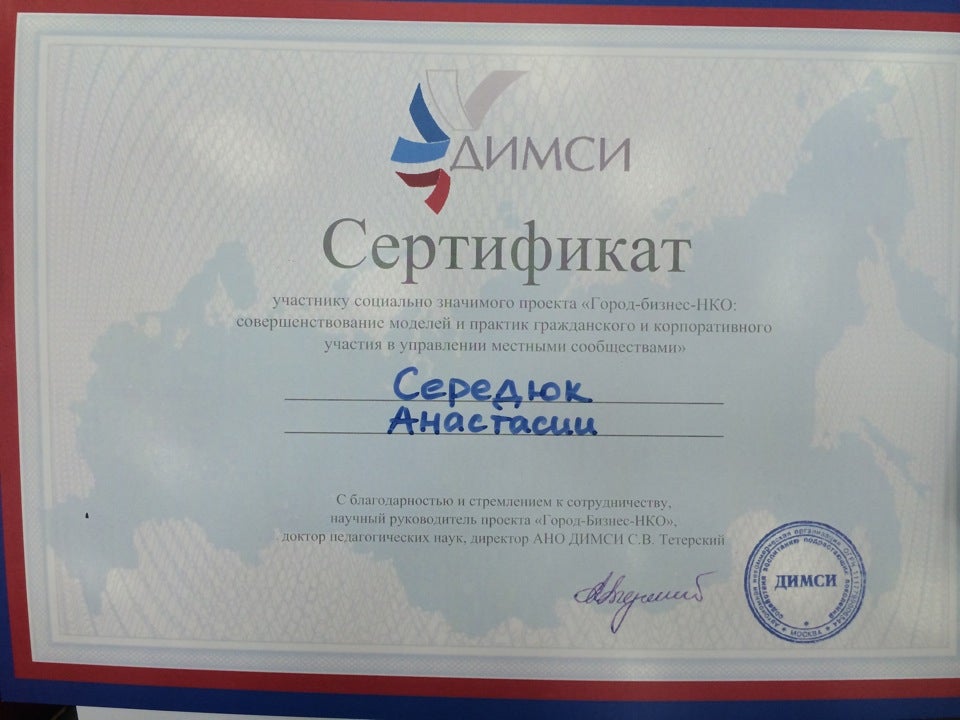 ДИМСИ
Сертификат
участнику социально значимого проекта «Город-бизнес-НКО:
совершенствование моделей и практик гражданского и корпоративного
участия в управлении местными сообществами»
Середюк
Анастасии
С благодарностью и стремлением к сотрудничеству,
научный руководитель проекта «Город-Бизнес-НКО»,
доктор педагогических наук, директор АНО ДИМСИ С.В. Тетерский
ДИМСИ
МОСКВА